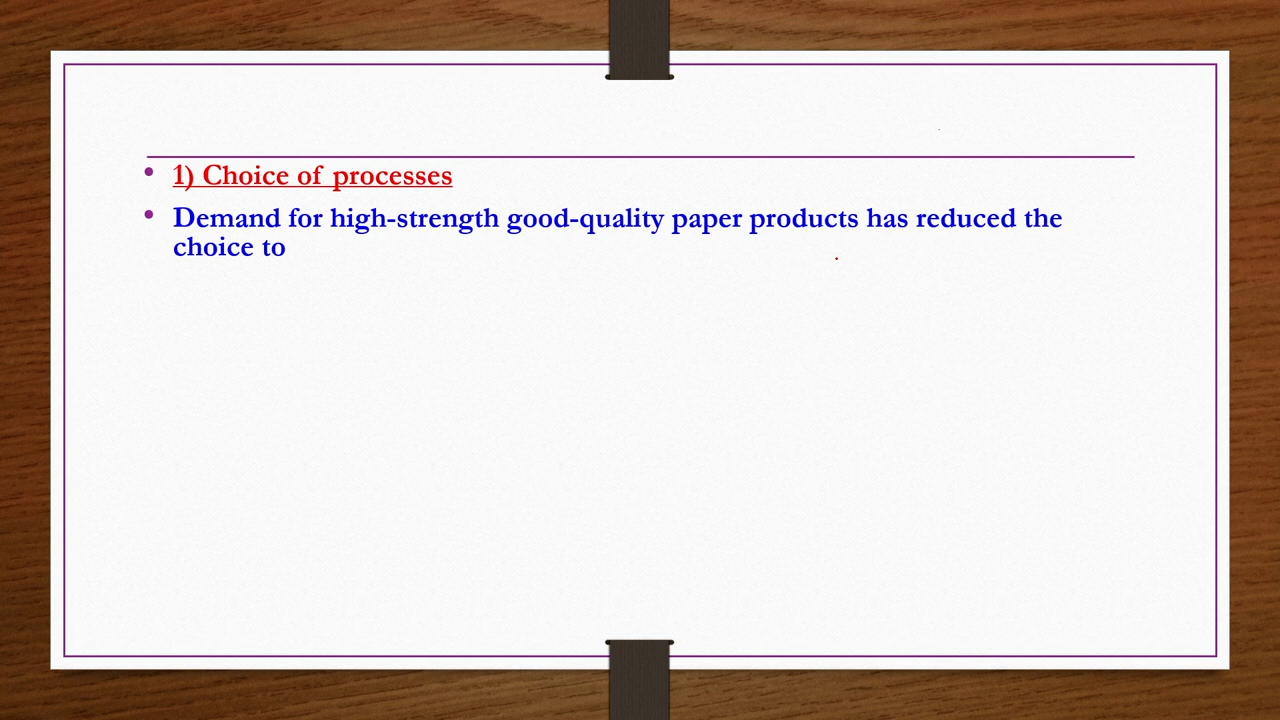 • 1) Choice of processes
• Demand for high-strength good-quality paper products has reduced the
choice to